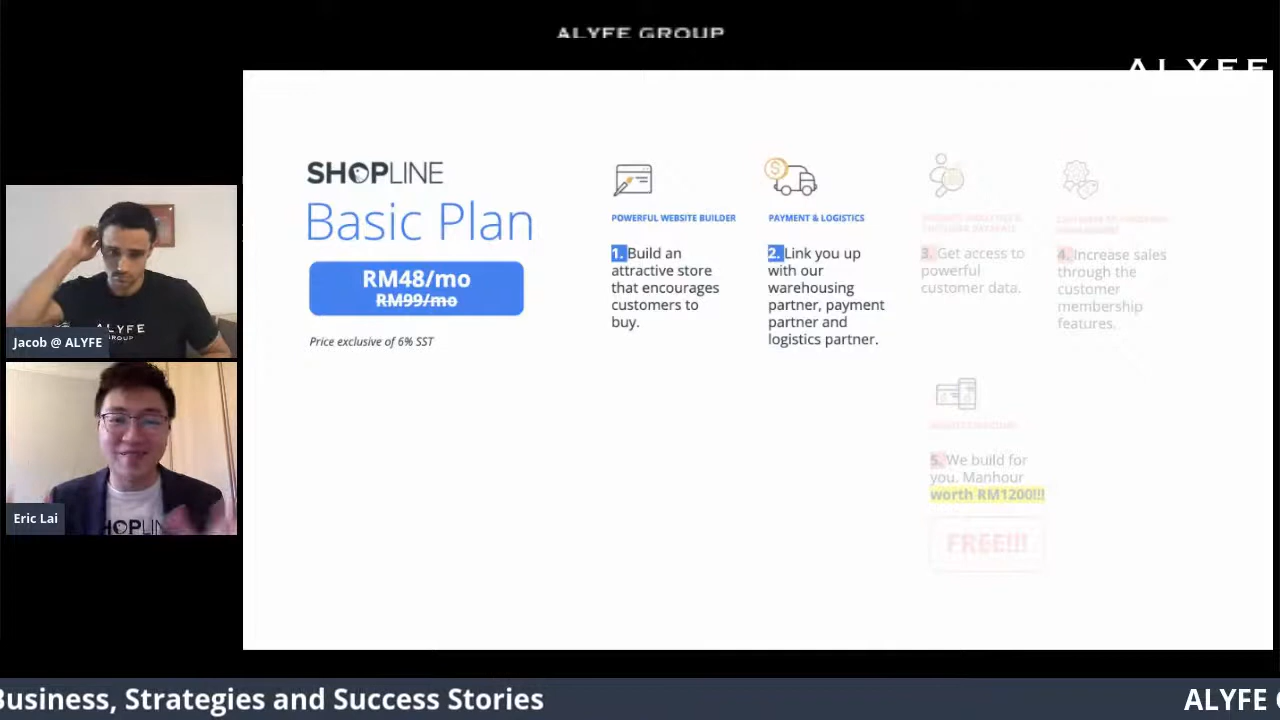 ALYFE GROUP
ALYFE
SHOPLINE
Basic Plan
RM48/mo
RM99/mo
Price exclusive of 6% SST
POWERFUL WEBSITE BUILDER
1. Build an
attractive store
that encourages
customers to
buy.
PAYMENT & LOGISTICS
2. Link you up
with our
warehousing
partner, payment
partner and
logistics partner.
3. Get access to
powerful
customer data.
4. Increase sales
through the
customer
membership
features.
5. We build for
you. Manhour
worth RM1200!!!
FREE!!!
ALYFE
GROUP
Jacob @ ALYFE
Eric Lai
Business, Strategies and Success Stories
ALYFE